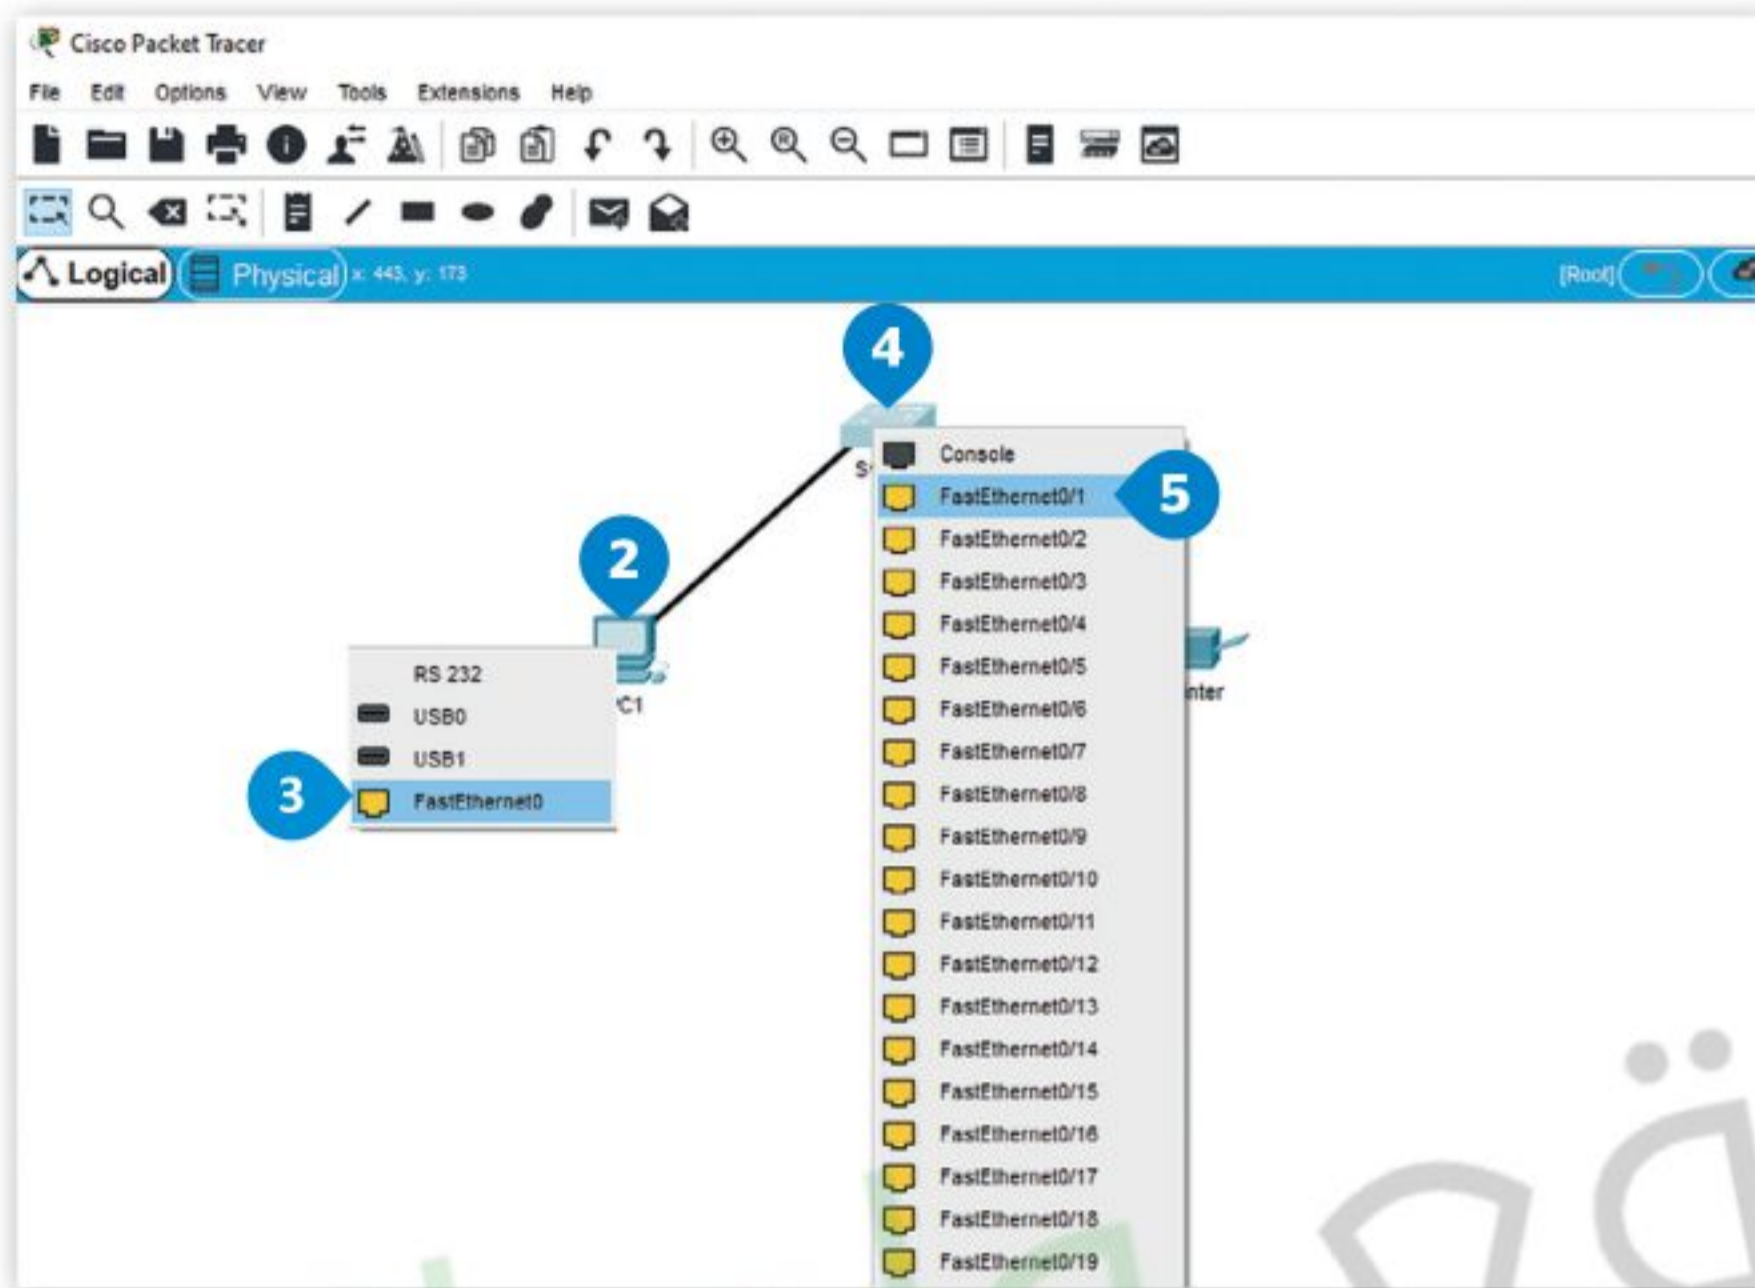 Cisco Packet Tracer
File Edit Options View Tools Extensions Help
Logical Physical x: 443, y: 173 [Root]
4
Console
FastEthernet0/1
5
FastEthernet0/2
2
FastEthernet0/3
FastEthernet0/4
FastEthernet0/5
FastEthernet0/6
FastEthernet0/7
FastEthernet0/8
FastEthernet0/9
FastEthernet0/10
FastEthernet0/11
FastEthernet0/12
FastEthernet0/13
FastEthernet0/14
FastEthernet0/15
FastEthernet0/16
FastEthernet0/17
FastEthernet0/18
FastEthernet0/19
RS 232
USB0
USB1
3
FastEthernet0
C1
nter